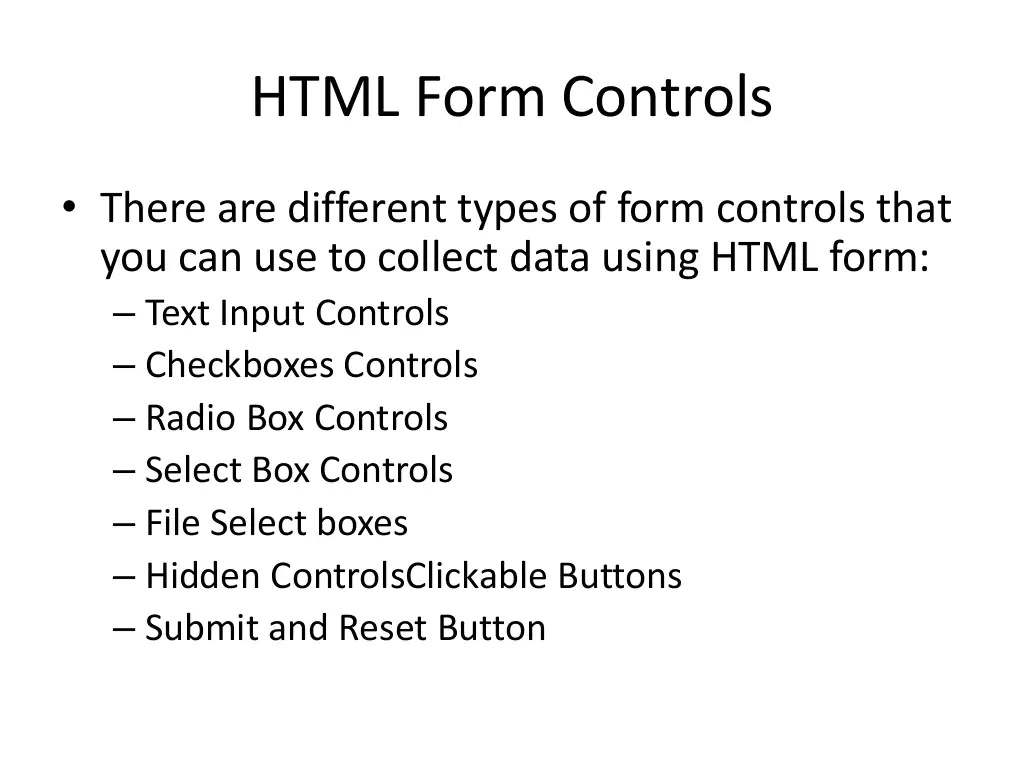 HTML Form Controls
• There are different types of form controls that
you can use to collect data using HTML form:
– Text Input Controls
– Checkboxes Controls
– Radio Box Controls
– Select Box Controls
– File Select boxes
– Hidden ControlsClickable Buttons
– Submit and Reset Button